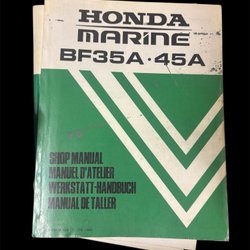 HONDA
MARINE
BF35A·45A
SHOP MANUAL
MANUEL D'ATELIER
WERKSTATT-HANDBUCH
MANUAL DE TALLER